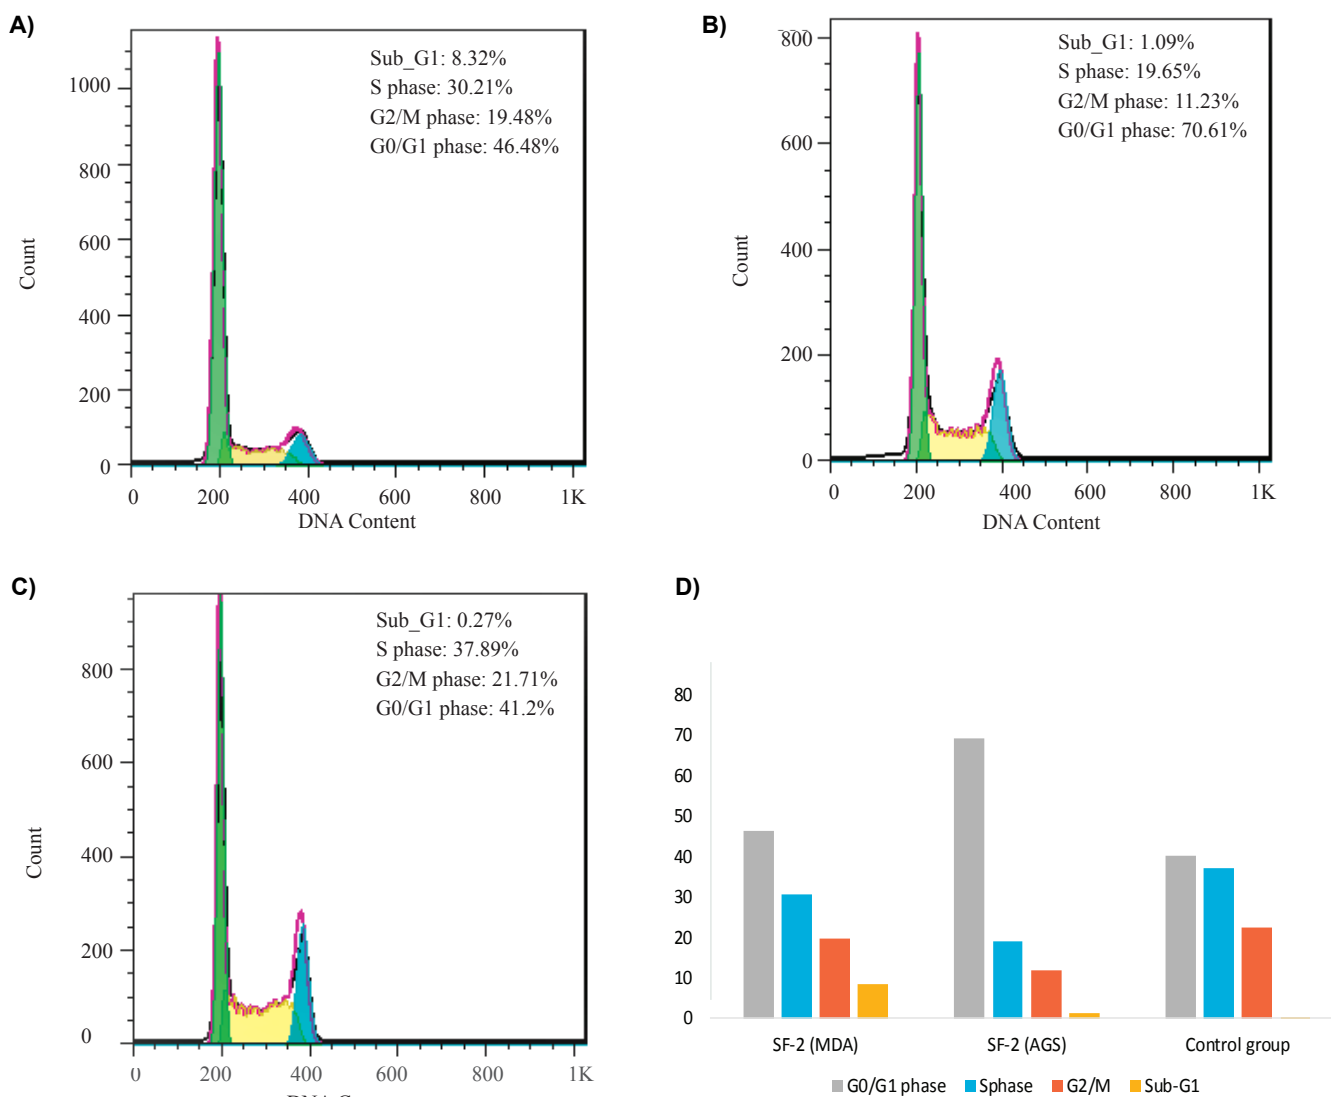 A)
Sub_G1: 8.32%
S phase: 30.21%
G2/M phase: 19.48%
G0/G1 phase: 46.48%
1000
800
600
400
200
0
Count
0 200 400 600 800 1K
DNA Content
B)
Sub_G1: 1.09%
S phase: 19.65%
G2/M phase: 11.23%
G0/G1 phase: 70.61%
800
600
400
200
0
Count
0 200 400 600 800 1K
DNA Content
C)
Sub_G1: 0.27%
S phase: 37.89%
G2/M phase: 21.71%
G0/G1 phase: 41.2%
800
600
400
200
0
Count
0 200 400 600 800 1K
D)
80
70
60
50
40
30
20
10
0
SF-2 (MDA) SF-2 (AGS) Control group
G0/G1 phase Sphase G2/M Sub-G1